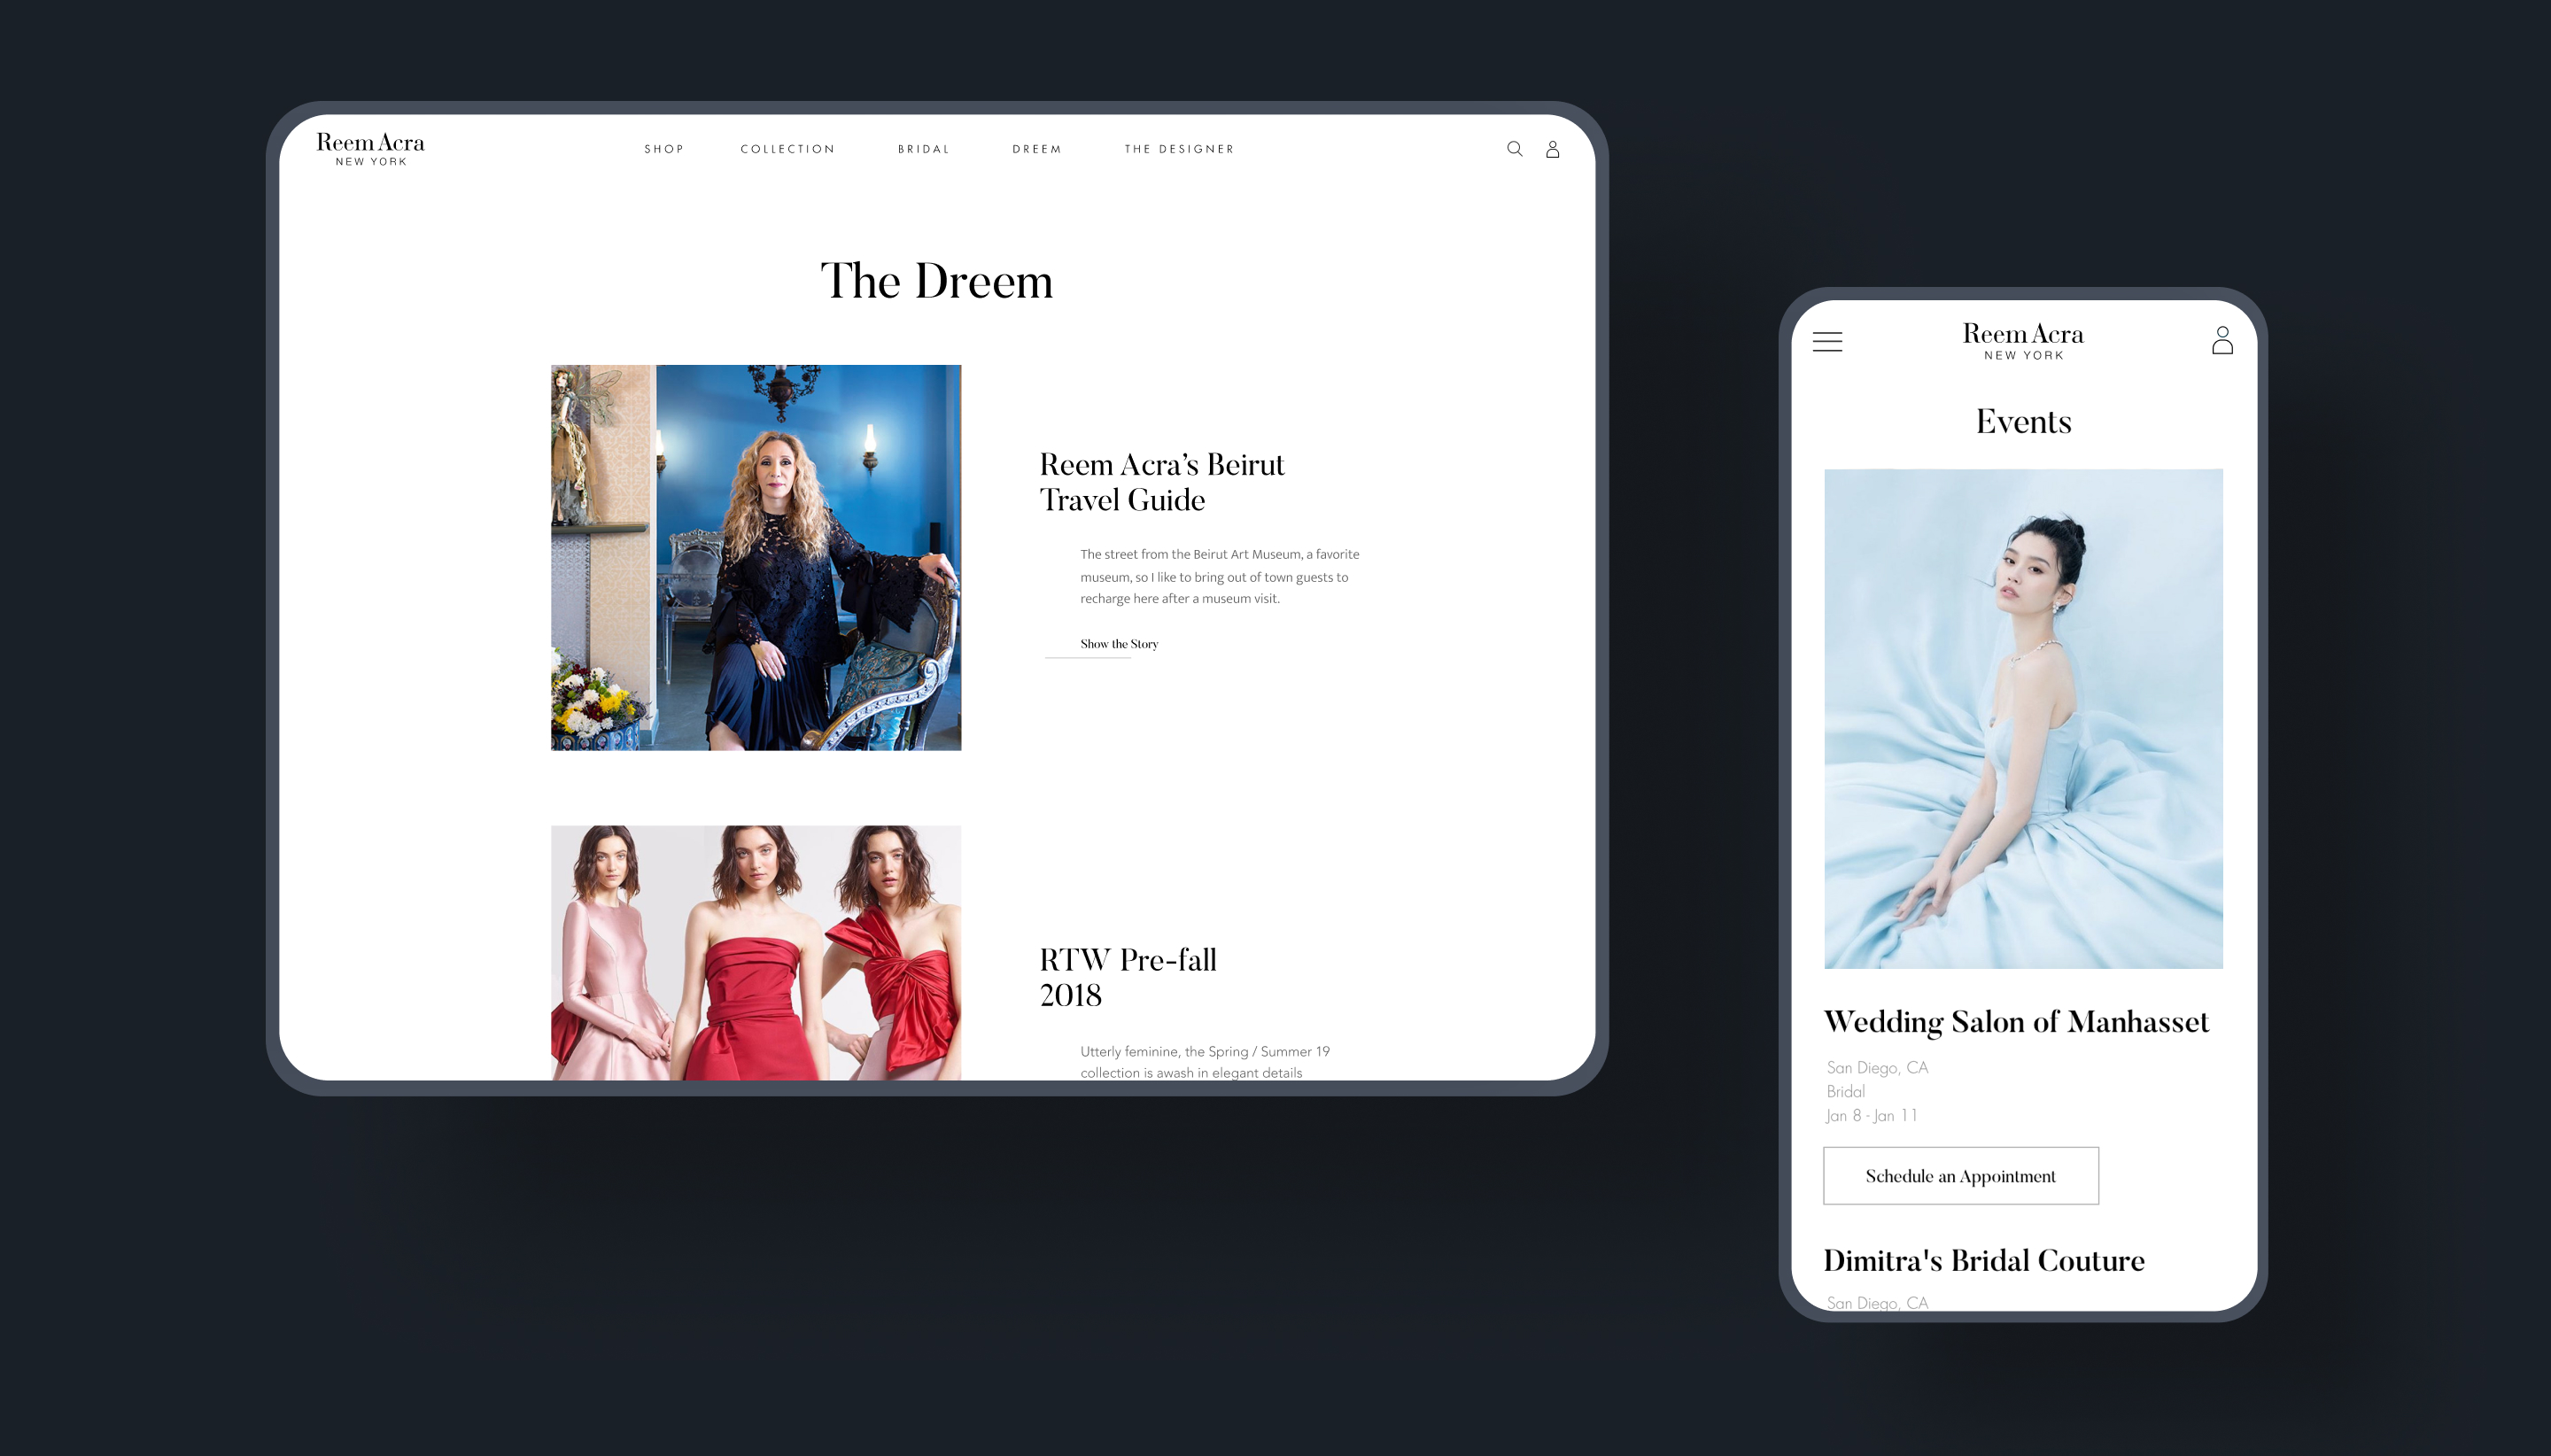 Reem Acra
NEW YORK
SHOP
COLLECTION
BRIDAL
DREEM
THE DESIGNER
The Dreem
Reem Acra’s Beirut
Travel Guide
The street from the Beirut Art Museum, a favorite
museum, so I like to bring out of town guests to
recharge here after a museum visit.
Show the Story
RTW Pre-fall
2018
Utterly feminine, the Spring / Summer 19
collection is awash in elegant details
Reem Acra
NEW YORK
Events
Wedding Salon of Manhasset
San Diego, CA
Bridal
Jan 8 - Jan 11
Schedule an Appointment
Dimitra's Bridal Couture
San Diego, CA